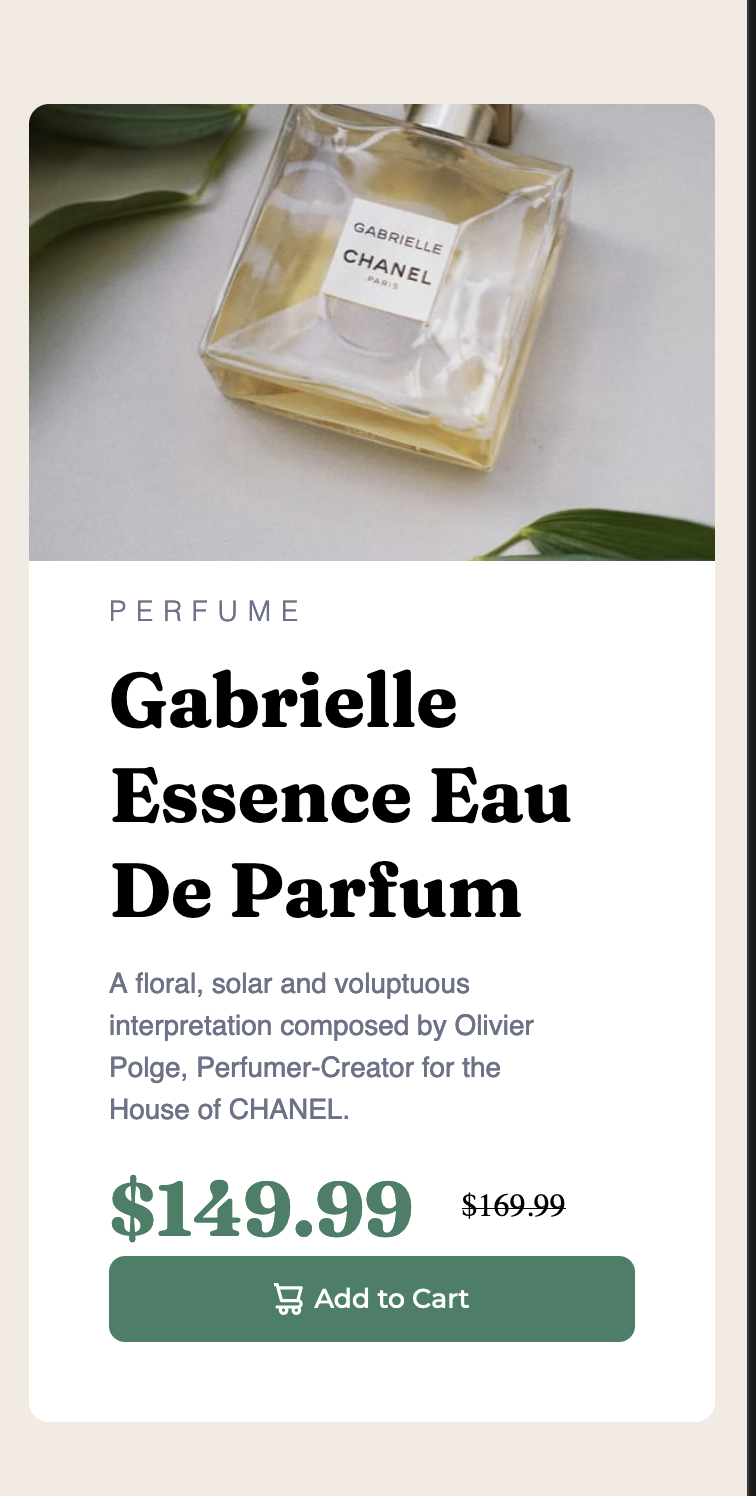 GABRIELLE
CHANEL
PARIS
PERFUME
Gabrielle
Essence Eau
De Parfum
A floral, solar and voluptuous
interpretation composed by Olivier
Polge, Perfumer-Creator for the
House of CHANEL.
$149.99 $169.99
Add to Cart